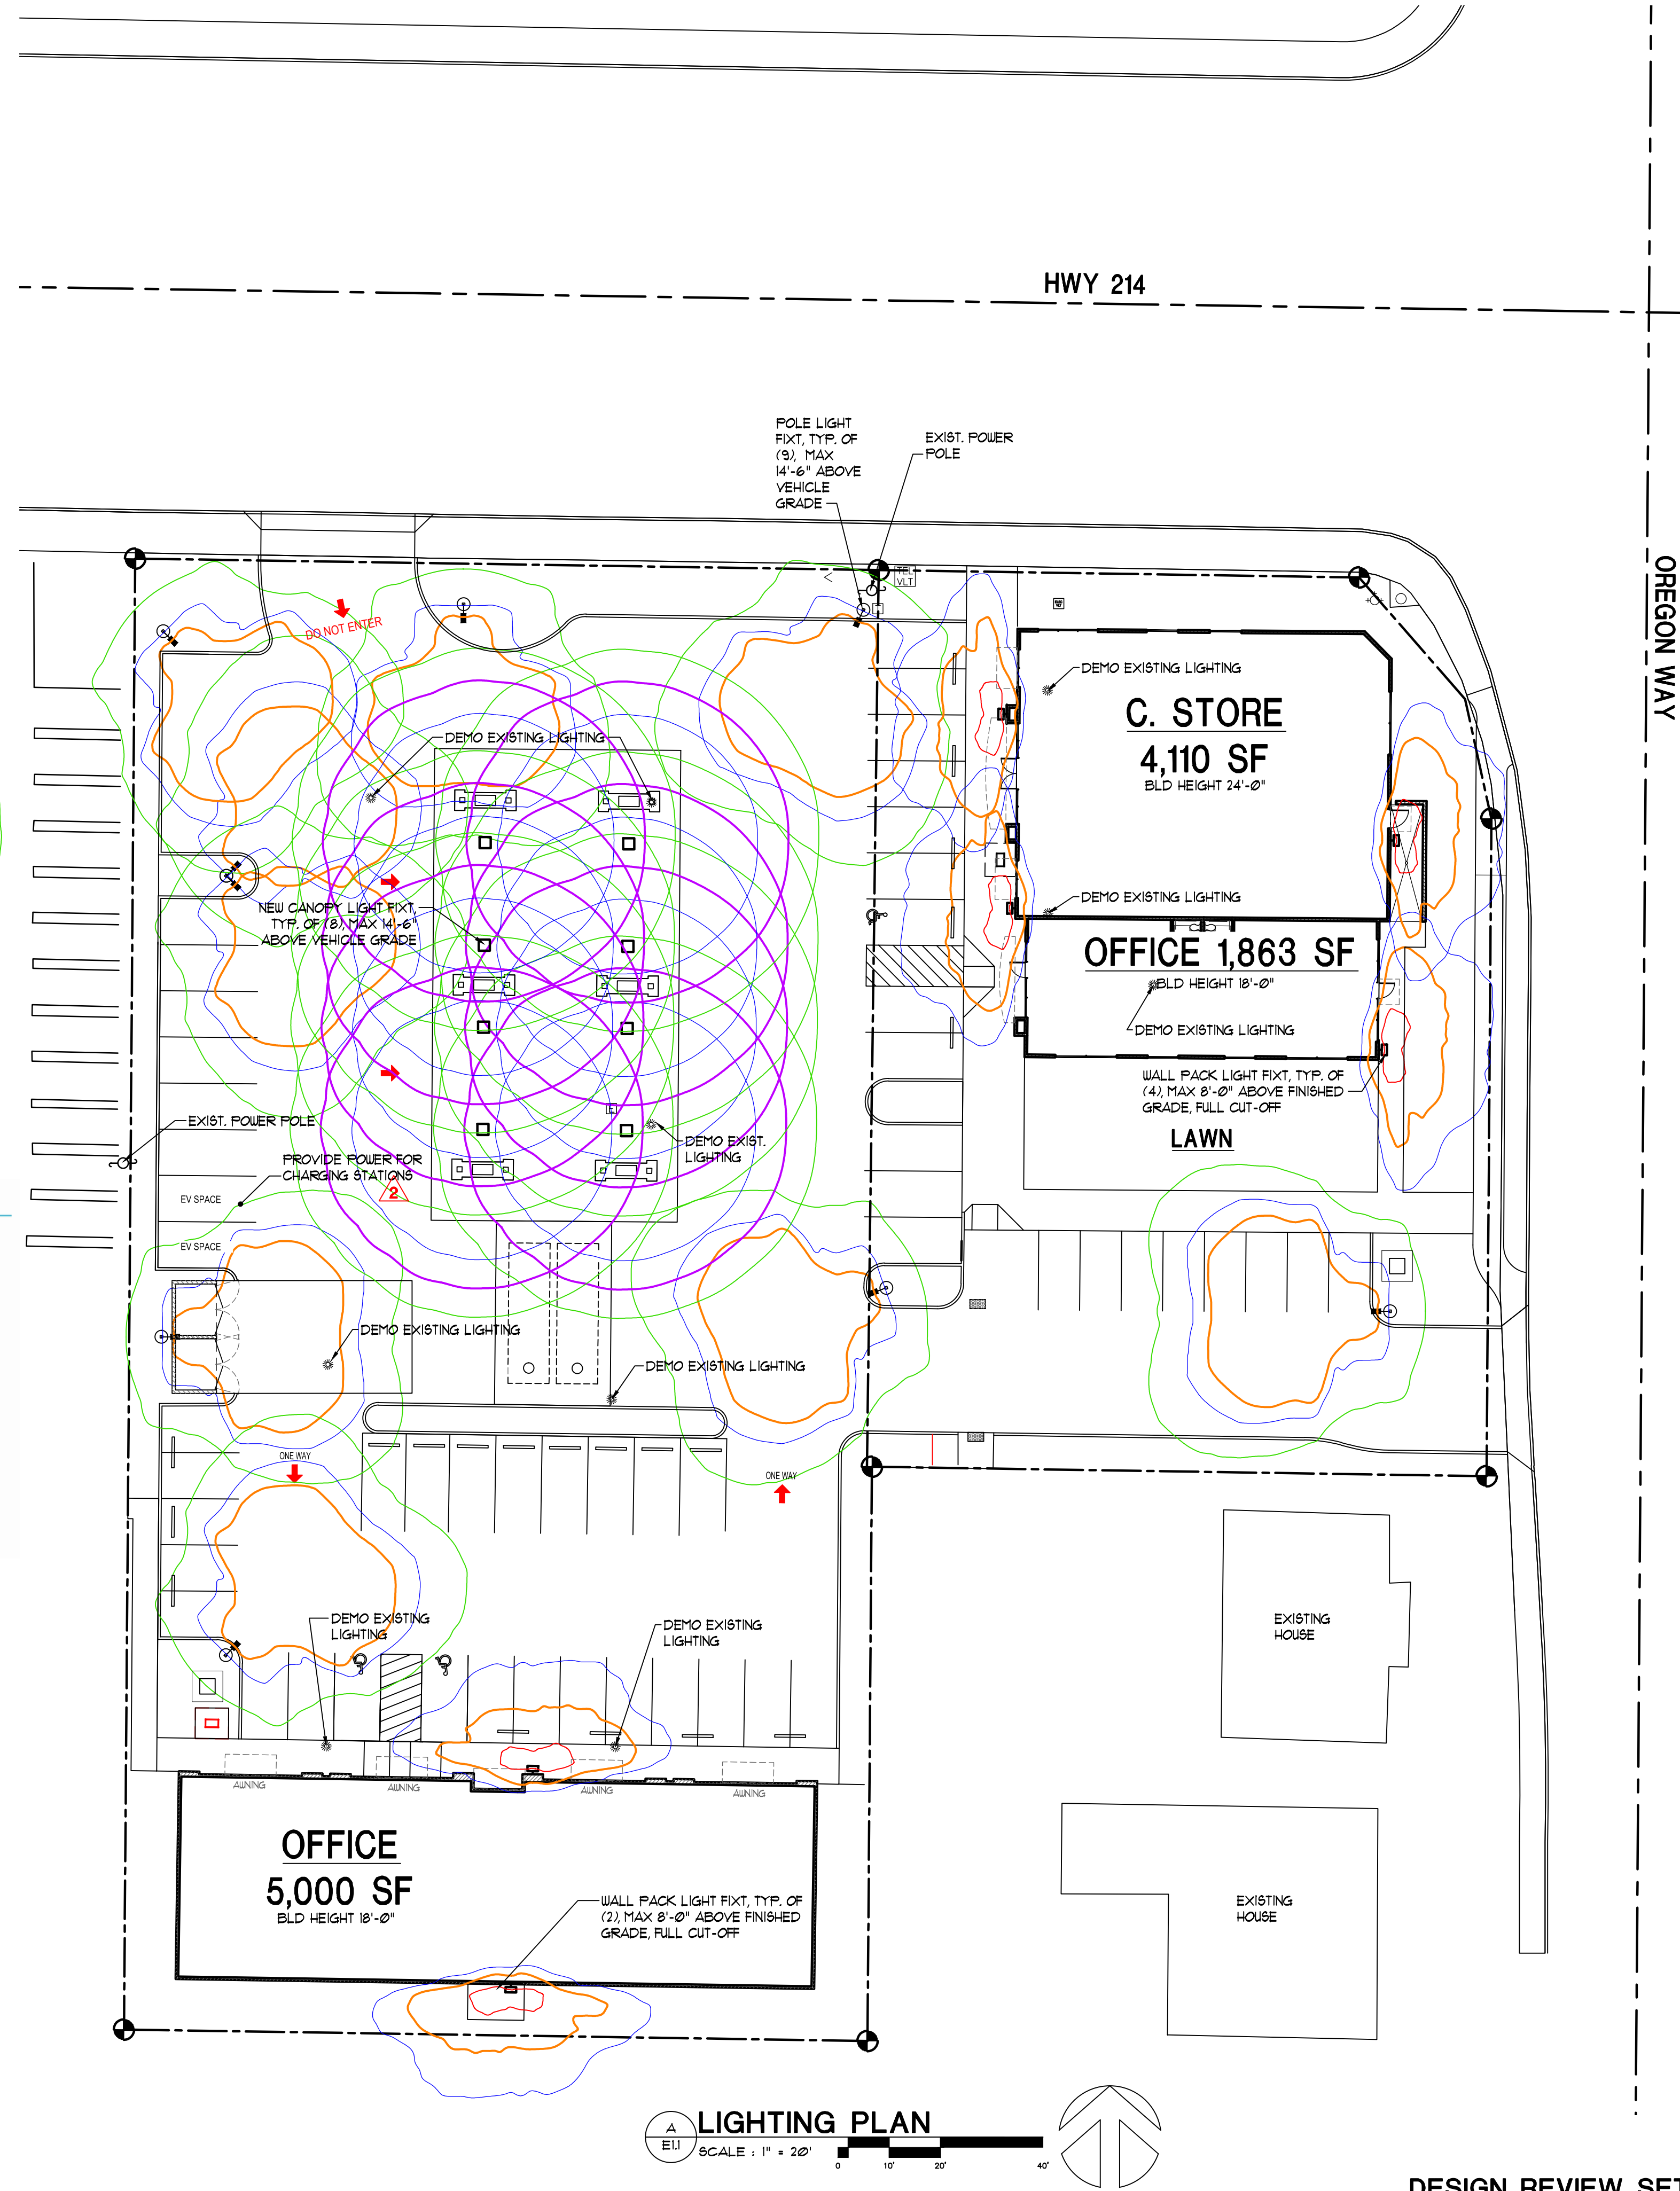 HWY 214
OREGON WAY
POLE LIGHT
FIXT, TYP. OF
(9), MAX
14'-6" ABOVE
VEHICLE
GRADE
EXIST. POWER
POLE
TEL
VLT
DO NOT ENTER
DEMO EXISTING LIGHTING
C. STORE
4,110 SF
BLD HEIGHT 24'-0"
DEMO EXISTING LIGHTING
DEMO EXISTING LIGHTING
NEW CANOPY LIGHT FIXT,
TYP. OF (8), MAX 14'-6"
ABOVE VEHICLE GRADE
OFFICE 1,863 SF
BLD HEIGHT 18'-0"
DEMO EXISTING LIGHTING
WALL PACK LIGHT FIXT, TYP. OF
(4), MAX 8'-0" ABOVE FINISHED
GRADE, FULL CUT-OFF
LAWN
EXIST. POWER POLE
DEMO EXIST.
LIGHTING
PROVIDE POWER FOR
CHARGING STATIONS
2
EV SPACE
EV SPACE
DEMO EXISTING LIGHTING
DEMO EXISTING LIGHTING
ONE WAY
ONE WAY
DEMO EXISTING
LIGHTING
DEMO EXISTING
LIGHTING
EXISTING
HOUSE
AWNING
AWNING
AWNING
AWNING
OFFICE
5,000 SF
BLD HEIGHT 18'-0"
WALL PACK LIGHT FIXT, TYP. OF
(2), MAX 8'-0" ABOVE FINISHED
GRADE, FULL CUT-OFF
EXISTING
HOUSE
A
E1.1
LIGHTING PLAN
SCALE : 1" = 20'
0 10' 20' 40'
DESIGN REVIEW SET